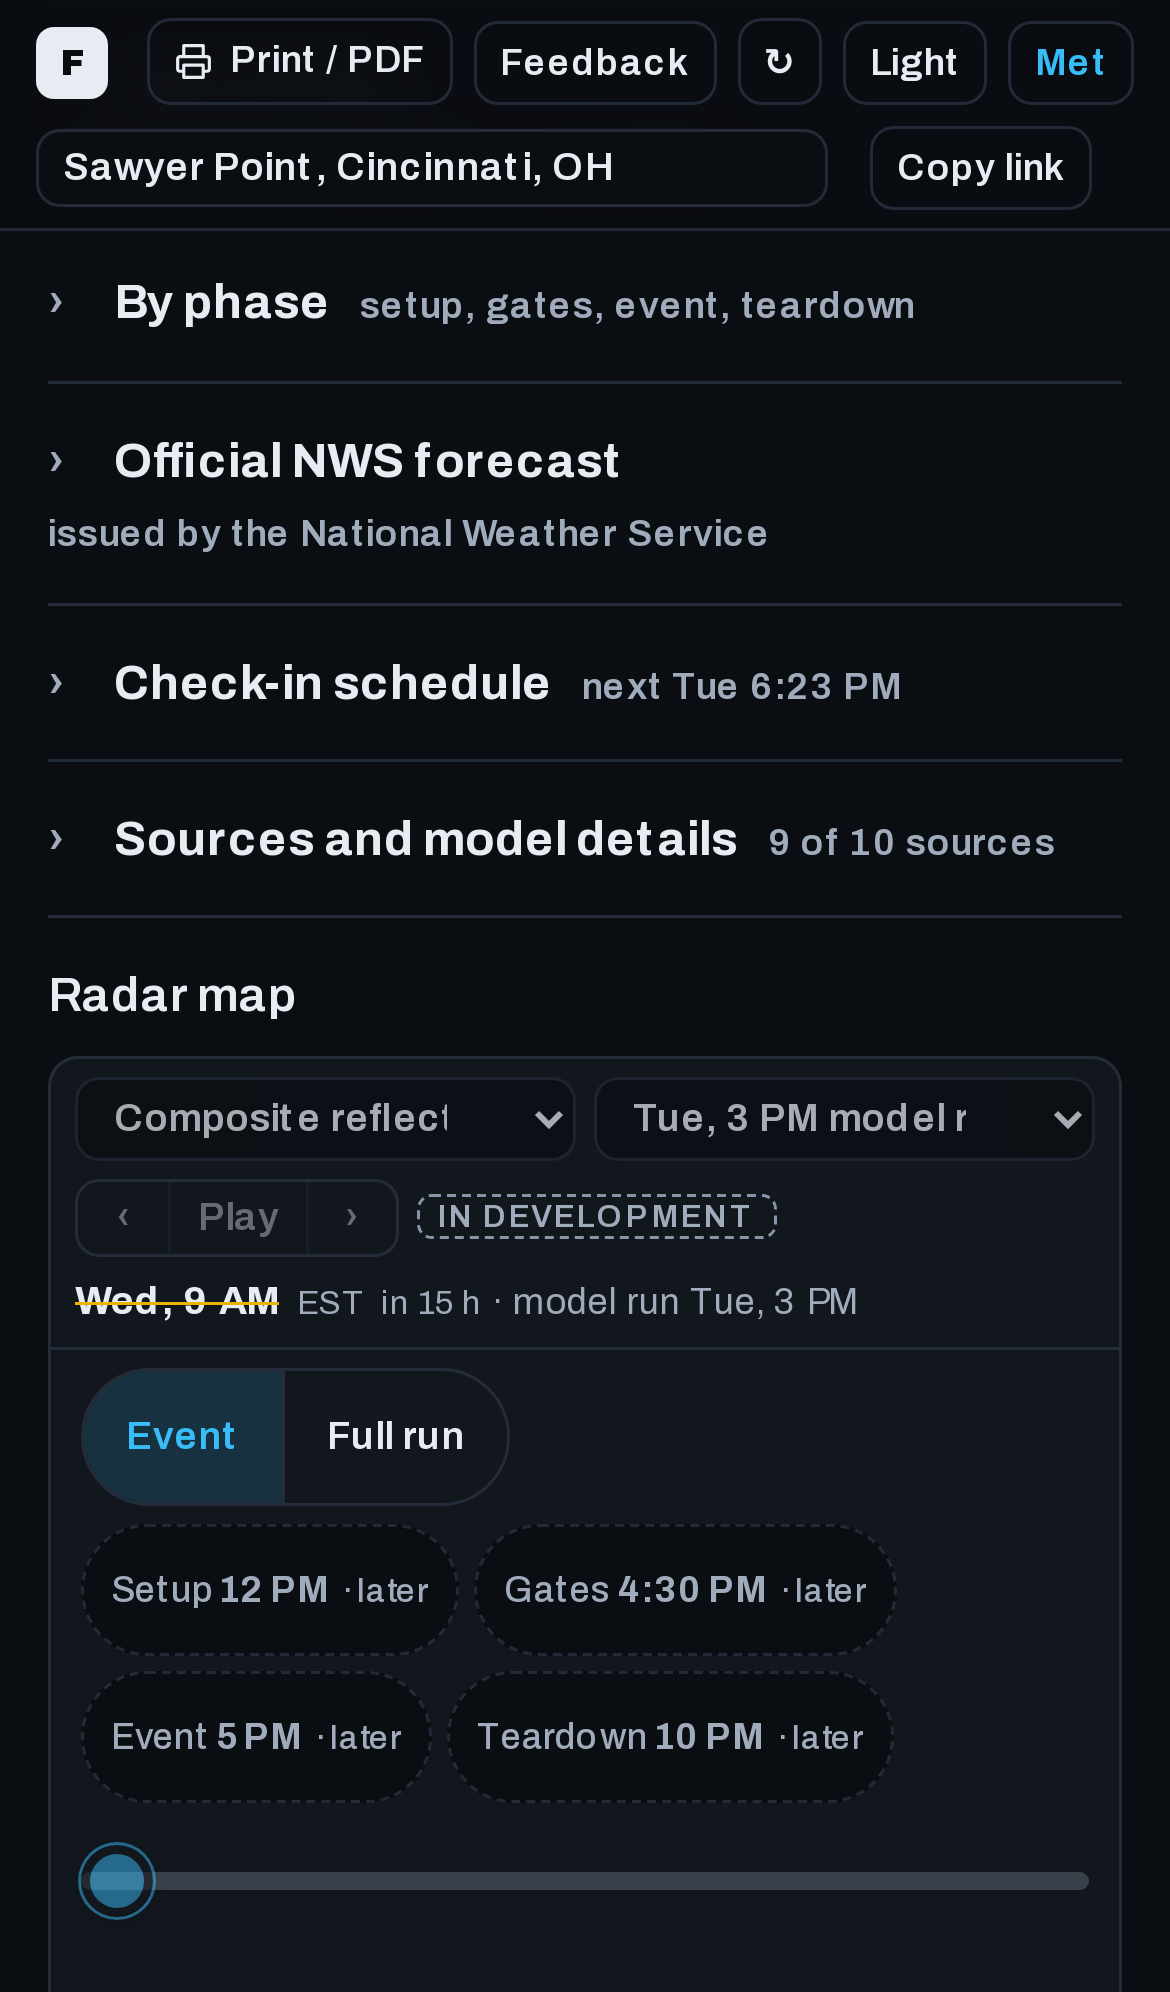 F Print / PDF Feedback ↻ Light Met
Sawyer Point, Cincinnati, OH Copy link
› By phase setup, gates, event, teardown
› Official NWS forecast
issued by the National Weather Service
› Check-in schedule next Tue 6:23 PM
› Sources and model details 9 of 10 sources
Radar map
Composite reflect Tue, 3 PM model r
‹ Play › IN DEVELOPMENT
Wed, 9 AM EST in 15 h · model run Tue, 3 PM
Event Full run
Setup 12 PM · later Gates 4:30 PM · later
Event 5 PM · later Teardown 10 PM · later